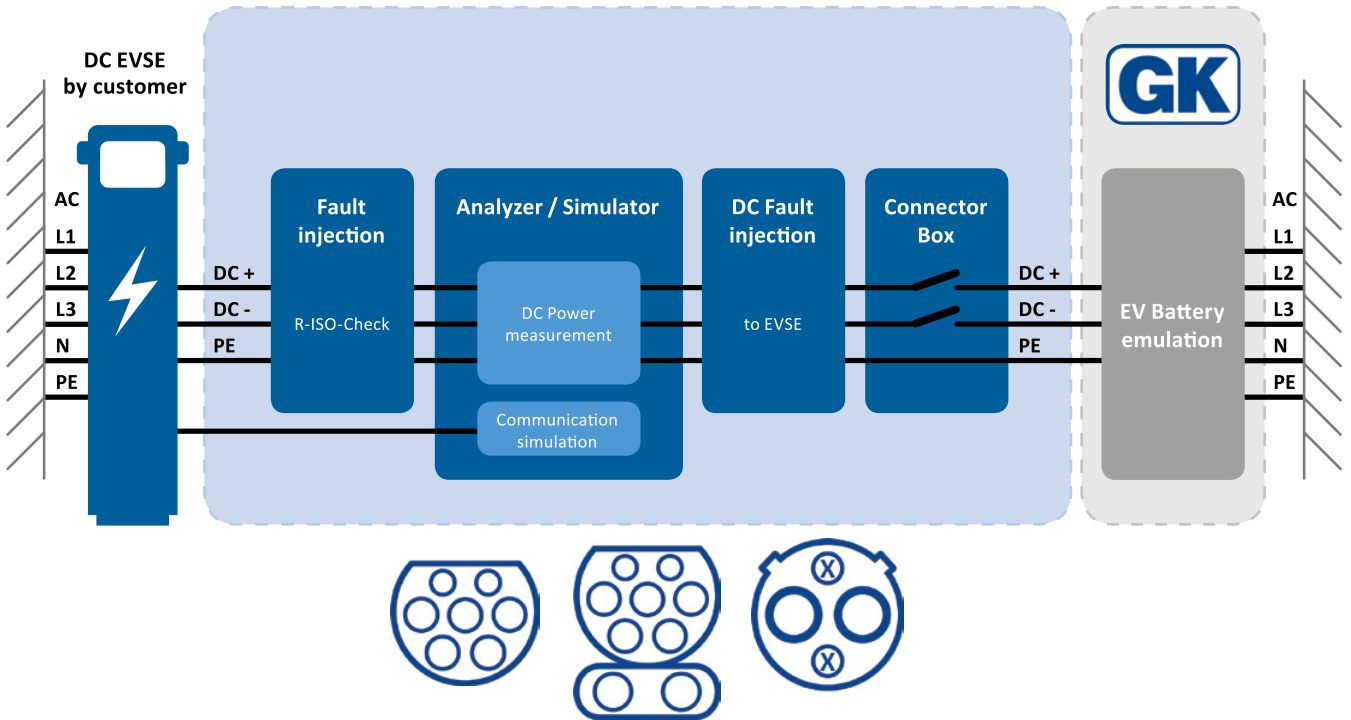 DC EVSE
by customer
AC
L1
L2
L3
N
PE
DC +
DC -
PE
Fault
injection
R-ISO-Check
Analyzer / Simulator
DC Power
measurement
Communication
simulation
DC Fault
injection
to EVSE
Connector
Box
DC +
DC -
PE
GK
EV Battery
emulation
AC
L1
L2
L3
N
PE
X
X